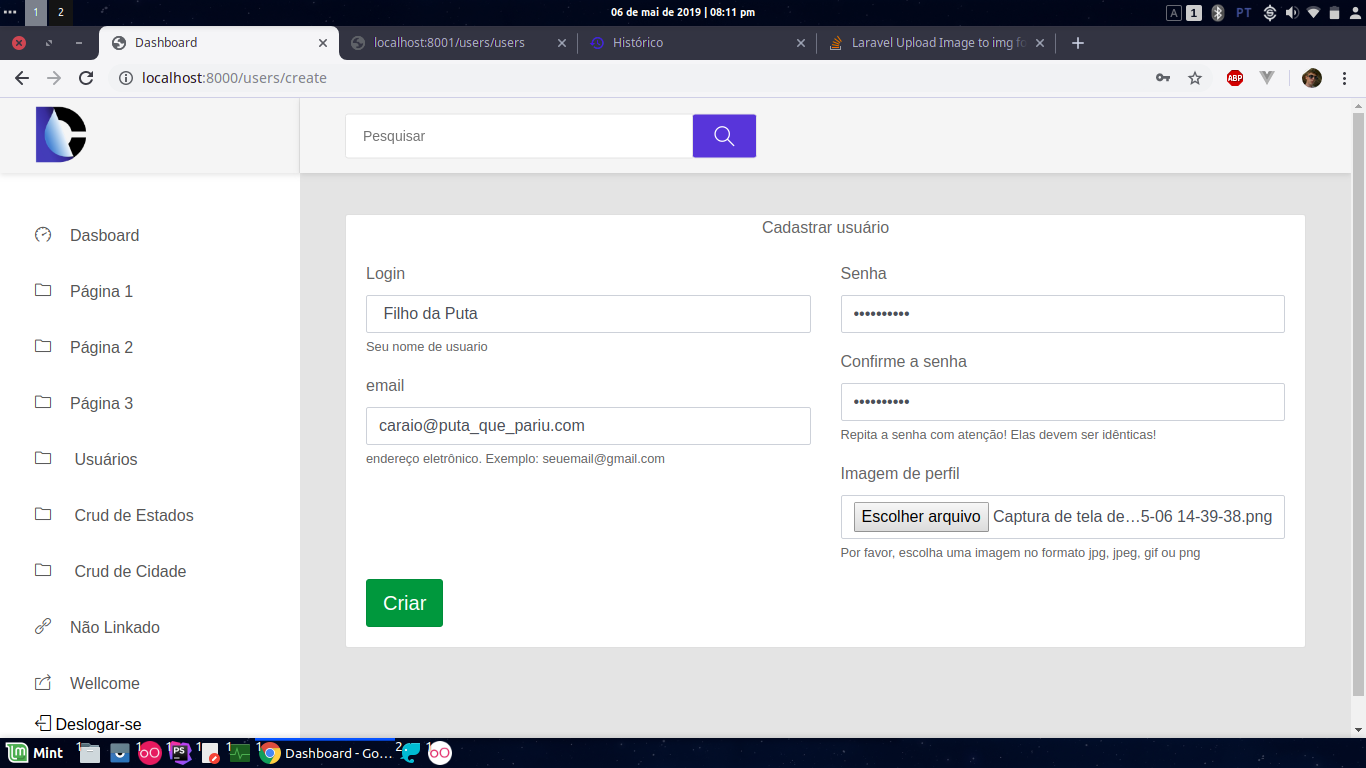 1 2 06 de mai de 2019 | 08:11 pm A 1 PT
Dashboard localhost:8001/users/users Histórico Laravel Upload Image to img fo
localhost:8000/users/create ABP
Pesquisar
Dasboard
Página 1
Página 2
Página 3
Usuários
Crud de Estados
Crud de Cidade
Não Linkado
Wellcome
Deslogar-se
Cadastrar usuário
Login
Filho da Puta
Seu nome de usuario
email
caraio@puta_que_pariu.com
endereço eletrônico. Exemplo: seuemail@gmail.com
Senha
••••••••••
Confirme a senha
••••••••••
Repita a senha com atenção! Elas devem ser idênticas!
Imagem de perfil
Escolher arquivo Captura de tela de…5-06 14-39-38.png
Por favor, escolha uma imagem no formato jpg, jpeg, gif ou png
Criar
Mint 1 1 1 PS 1 1 1 Dashboard - Go... 2 1